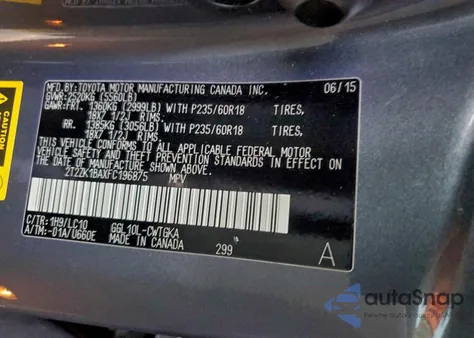 MFD.BY:TOYOTA MOTOR MANUFACTURING CANADA INC. 06/15
GVWR:2520KG (5560LB)
GAWR:FRT. 1360KG (2999LB) WITH P235/60R18 TIRES,
18X7 1/2J RIMS
RR. 1385KG (3056LB) WITH P235/60R18 TIRES,
18X7 1/2J RIMS
THIS VEHICLE CONFORMS TO ALL APPLICABLE FEDERAL MOTOR
VEHICLE SAFETY AND THEFT PREVENTION STANDARDS IN EFFECT
ON THE DATE OF MANUFACTURE SHOWN ABOVE.
2T2ZK1BAXFC196875 MPV
C/TR:1H9/LC10 GGL10L-CWTGKA
A/TM:-01A/U660E MADE IN CANADA 299 A
CAUTION
autoSnap